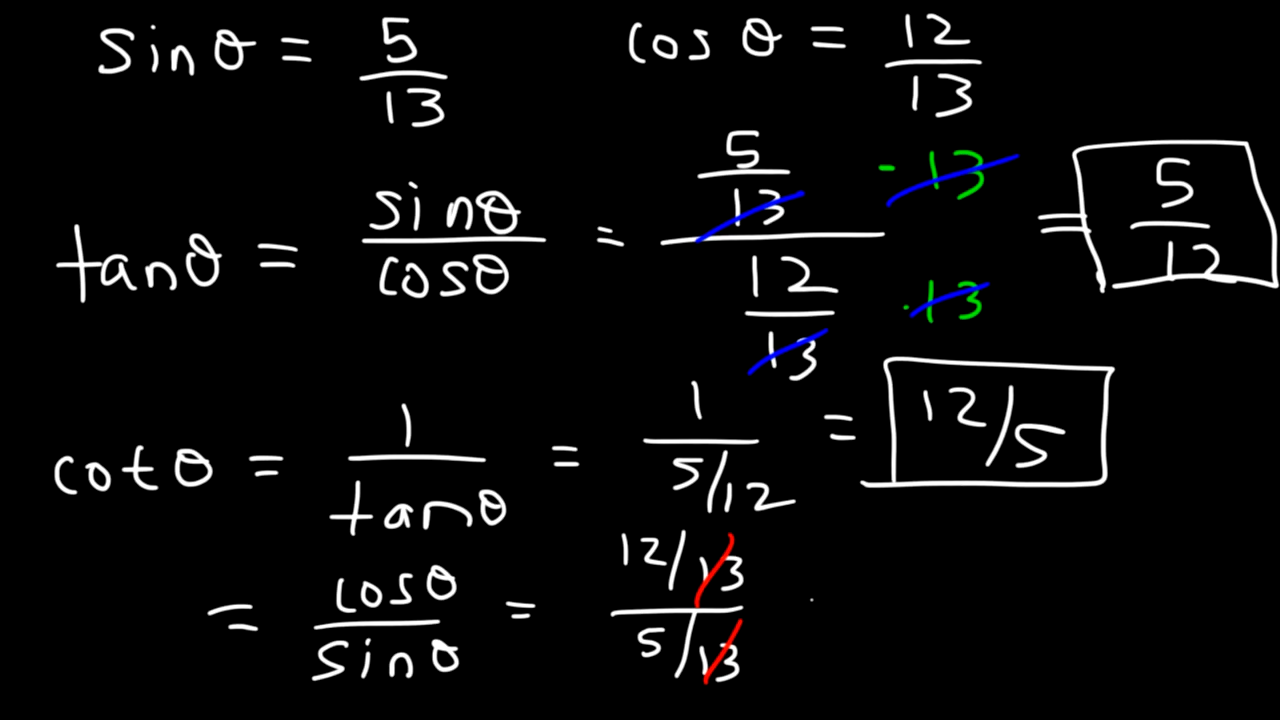 sinθ = 5/13 cosθ = 12/13
tanθ = sinθ/cosθ = (5/13)/(12/13) · 13 · 13 = 5/12
cotθ = 1/tanθ = 1/(5/12) = 12/5
= cosθ/sinθ = (12/13)/(5/13)